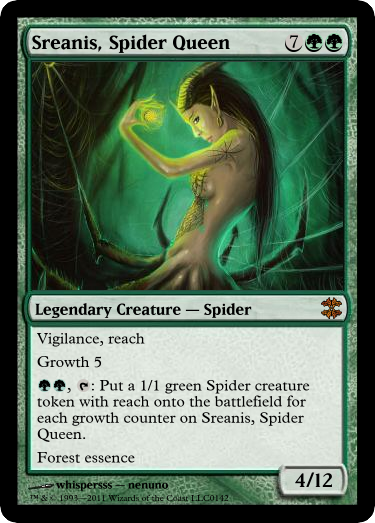 Sreanis, Spider Queen 7
Legendary Creature — Spider
Vigilance, reach
Growth 5
, : Put a 1/1 green Spider creature
token with reach onto the battlefield for
each growth counter on Sreanis, Spider
Queen.
Forest essence
4/12
whispersss — nenuno
™ & © 1993–2011 Wizards of the Coast LLC 0142